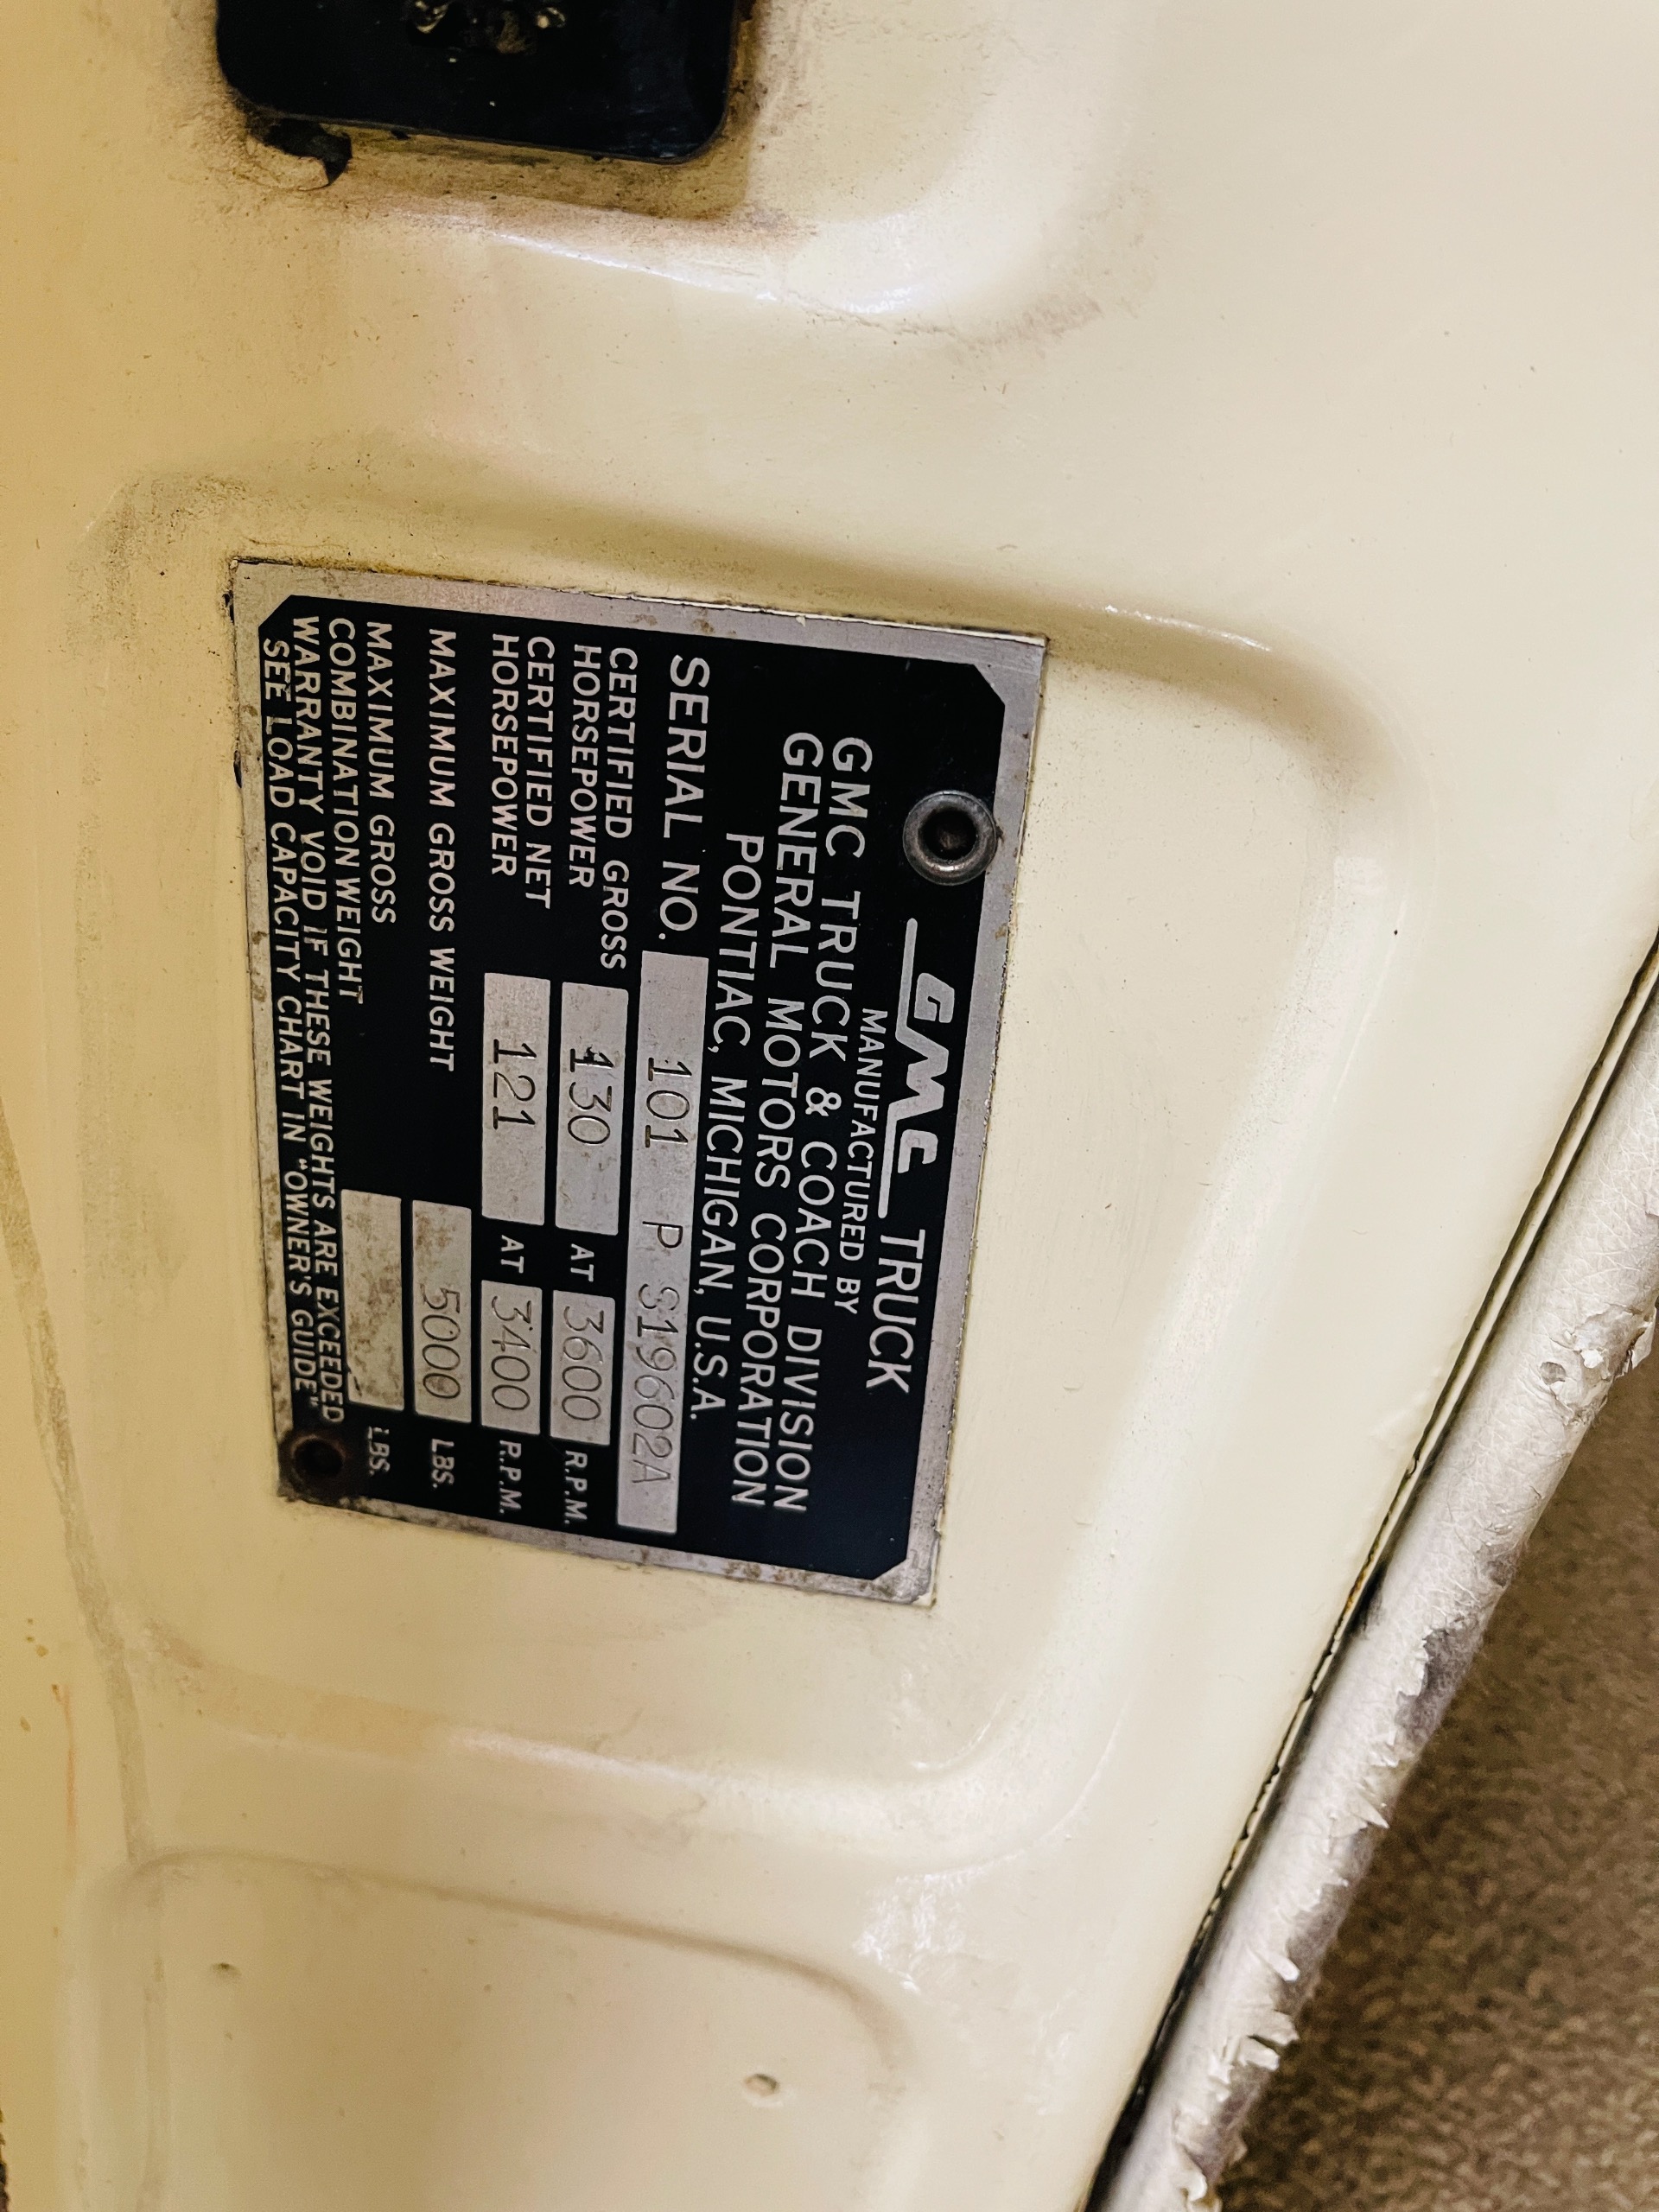 GMC TRUCK
MANUFACTURED BY
GMC TRUCK & COACH DIVISION
GENERAL MOTORS CORPORATION
PONTIAC, MICHIGAN, U.S.A.
SERIAL NO. 101 P S19602A
CERTIFIED GROSS
HORSEPOWER 130 AT 3600 R.P.M.
CERTIFIED NET
HORSEPOWER 121 AT 3400 R.P.M.
MAXIMUM GROSS WEIGHT 5000 LBS.
MAXIMUM GROSS
COMBINATION WEIGHT LBS.
WARRANTY VOID IF THESE WEIGHTS ARE EXCEEDED
SEE LOAD CAPACITY CHART IN "OWNER'S GUIDE"